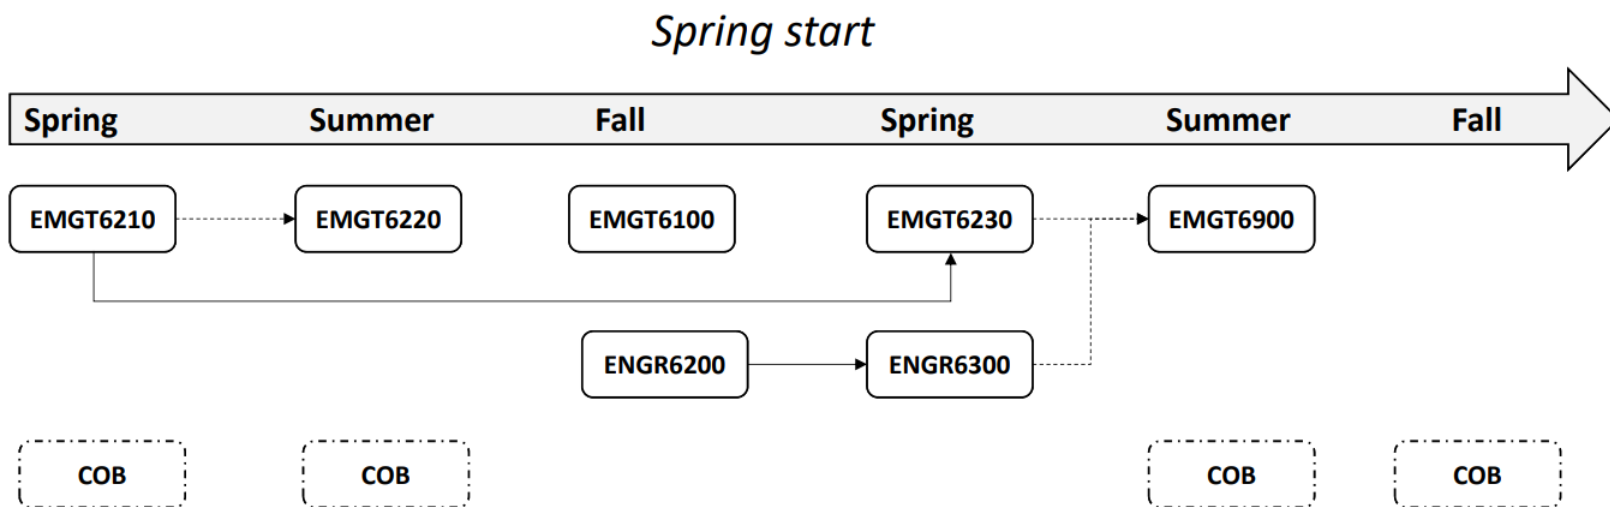 Spring start
Spring Summer Fall Spring Summer Fall
EMGT6210 EMGT6220 EMGT6100 EMGT6230 EMGT6900
ENGR6200 ENGR6300
COB COB COB COB